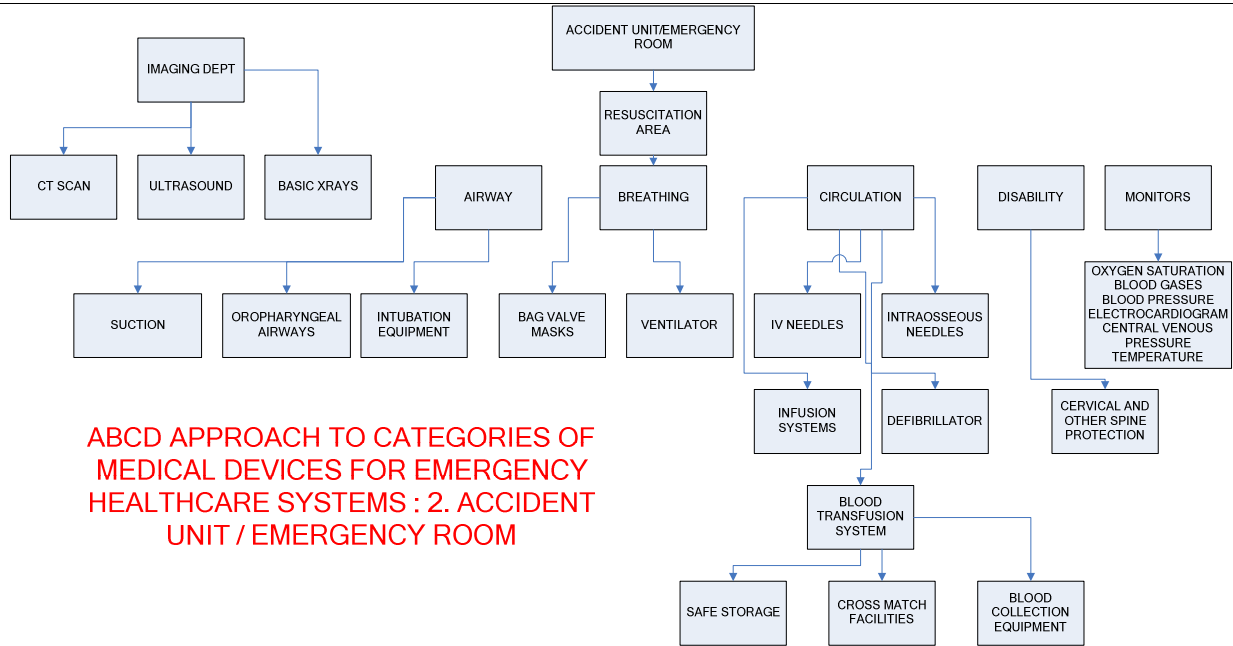 ACCIDENT UNIT/EMERGENCY
ROOM
IMAGING DEPT
RESUSCITATION
AREA
CT SCAN
ULTRASOUND
BASIC XRAYS
AIRWAY
BREATHING
CIRCULATION
DISABILITY
MONITORS
SUCTION
OROPHARYNGEAL
AIRWAYS
INTUBATION
EQUIPMENT
BAG VALVE
MASKS
VENTILATOR
IV NEEDLES
INTRAOSSEOUS
NEEDLES
OXYGEN SATURATION
BLOOD GASES
BLOOD PRESSURE
ELECTROCARDIOGRAM
CENTRAL VENOUS
PRESSURE
TEMPERATURE
INFUSION
SYSTEMS
DEFIBRILLATOR
CERVICAL AND
OTHER SPINE
PROTECTION
ABCD APPROACH TO CATEGORIES OF
MEDICAL DEVICES FOR EMERGENCY
HEALTHCARE SYSTEMS : 2. ACCIDENT
UNIT / EMERGENCY ROOM
BLOOD
TRANSFUSION
SYSTEM
SAFE STORAGE
CROSS MATCH
FACILITIES
BLOOD
COLLECTION
EQUIPMENT